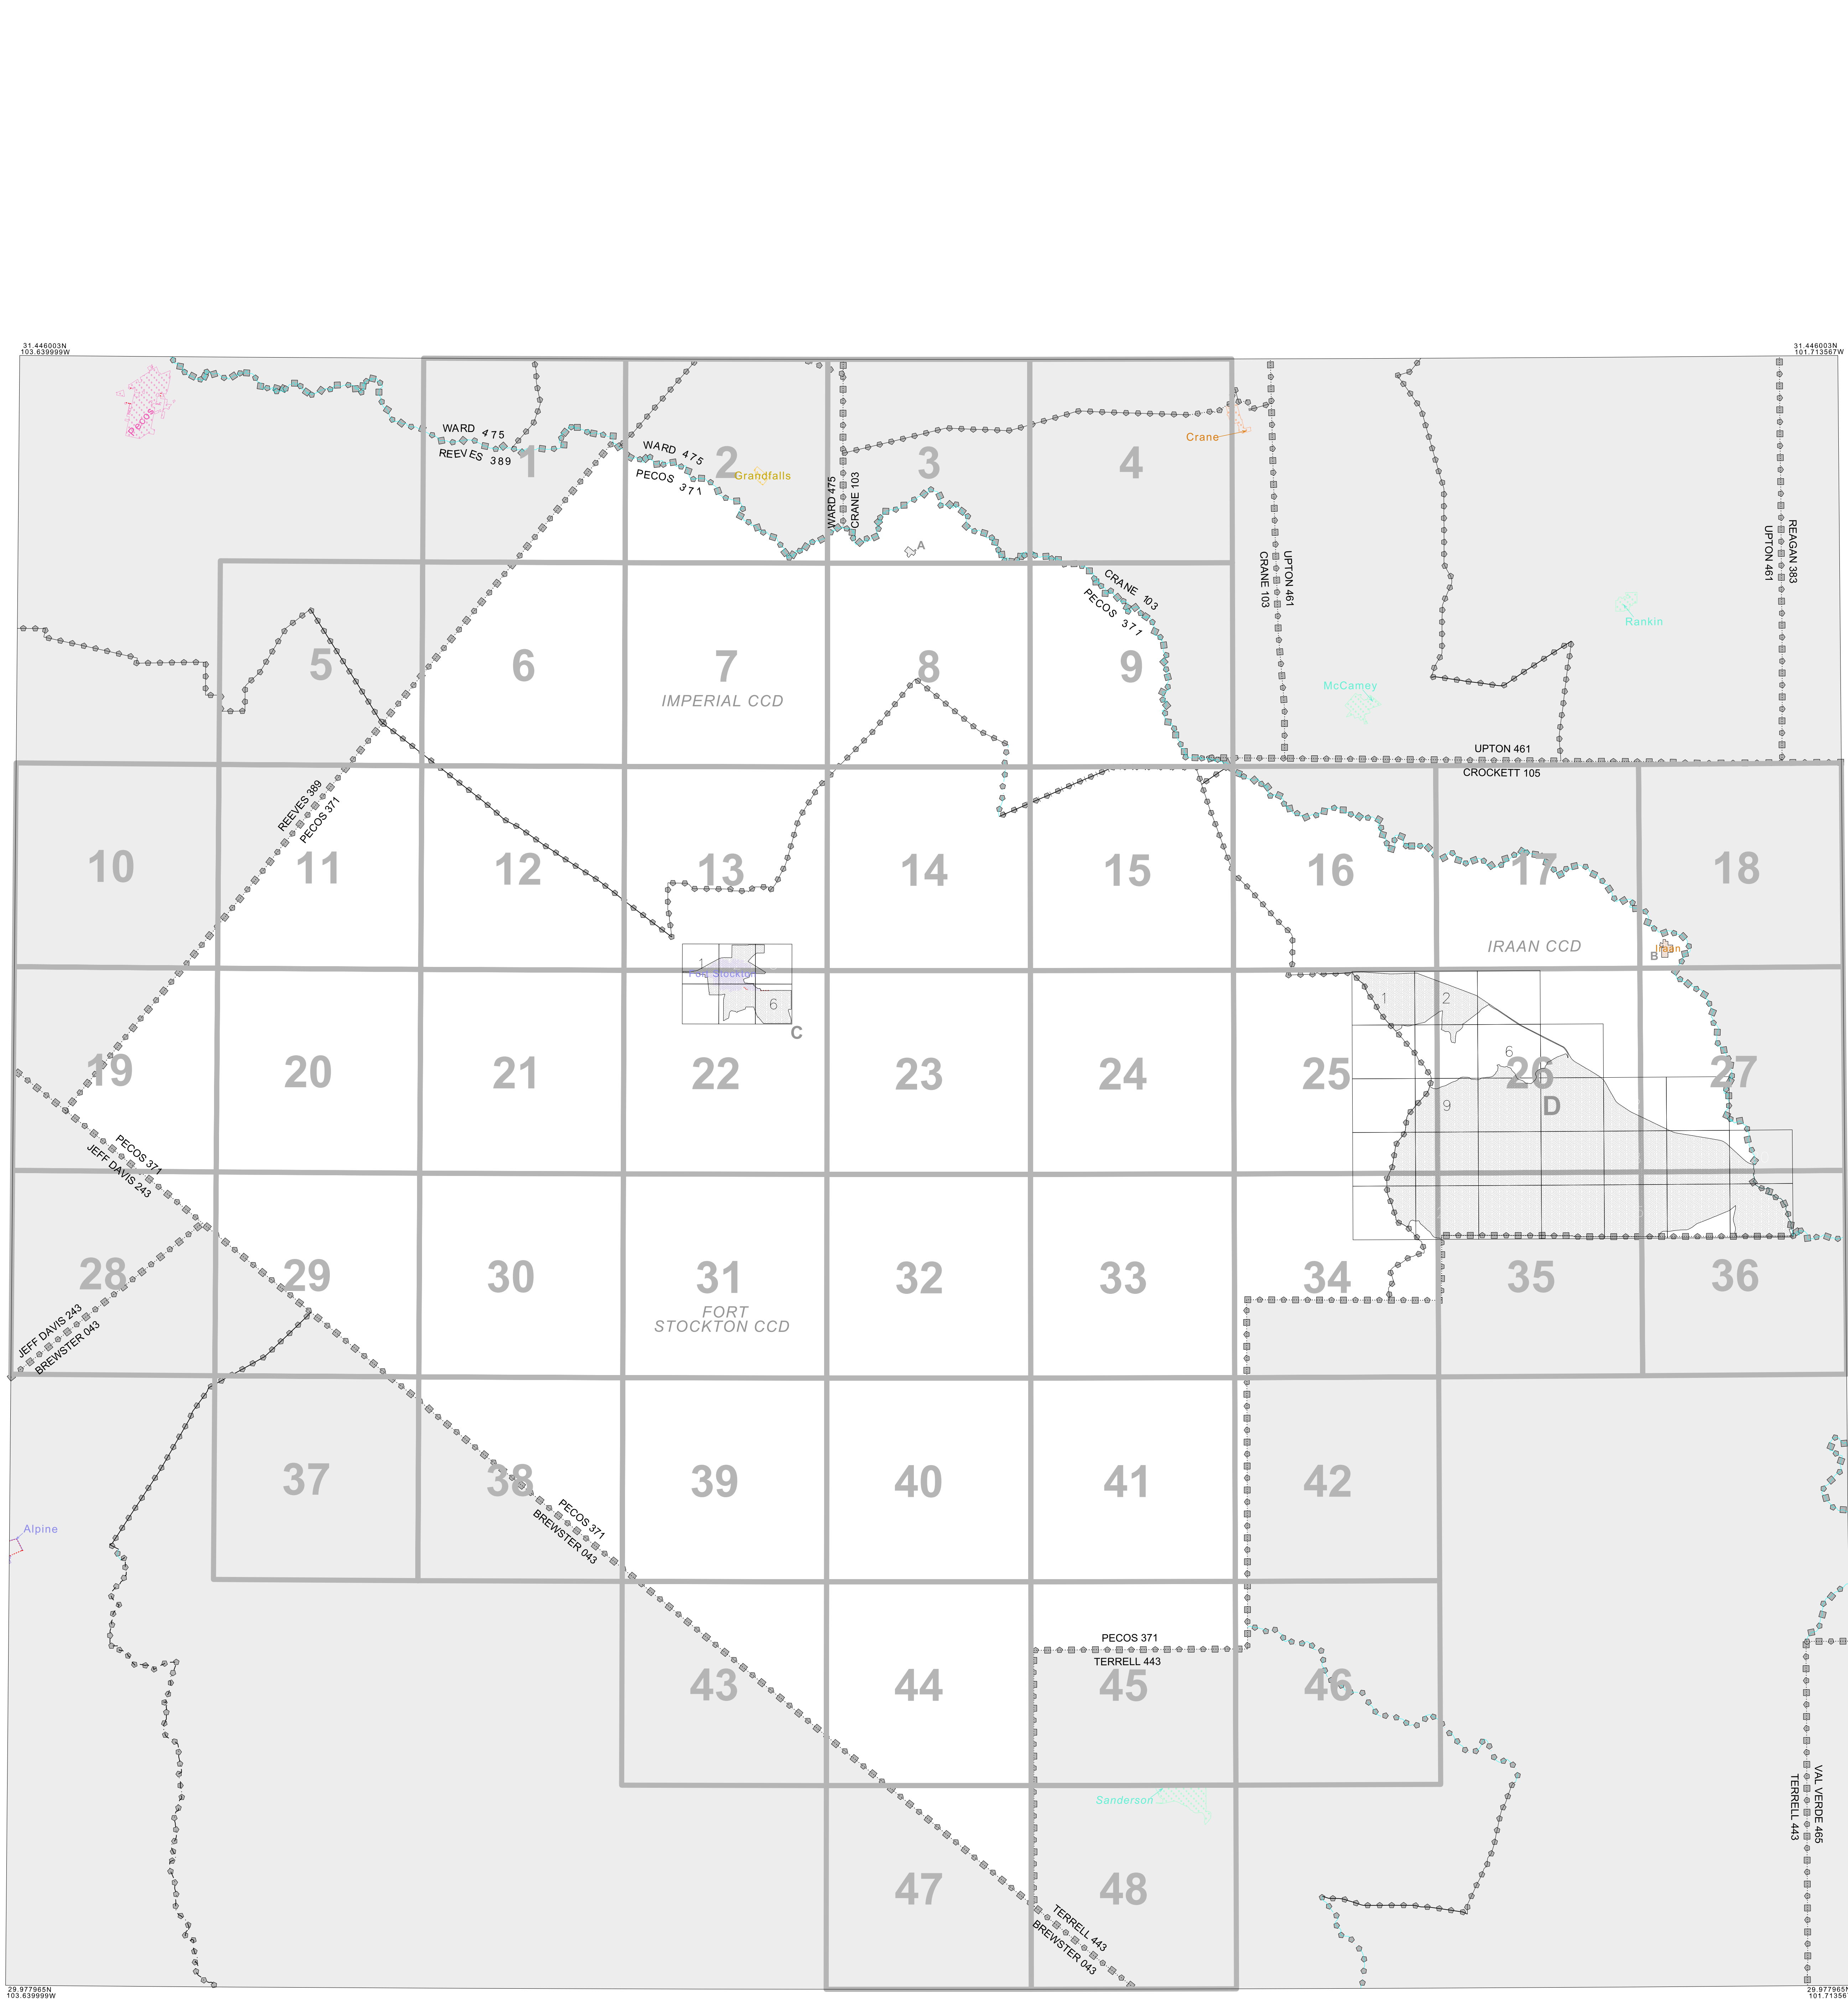 31.446003N
103.639999W
31.446003N
101.713567W
Pecos
WARD 475
REEVES 389
1
WARD 475
PECOS 371
2
Grandfalls
WARD 475
CRANE 103
3
A
4
Crane
CRANE 103
UPTON 461
UPTON 461
REAGAN 383
Rankin
McCamey
CRANE 103
PECOS 371
5
6
7
IMPERIAL CCD
8
9
UPTON 461
CROCKETT 105
REEVES 389
PECOS 371
10
11
12
13
14
15
16
17
18
IRAAN CCD
Iraan
B
1
Fort Stockton
6
C
1
2
6
9
D
19
20
21
22
23
24
25
26
27
PECOS 371
JEFF DAVIS 243
28
29
30
31
32
33
34
35
36
FORT
STOCKTON CCD
JEFF DAVIS 243
BREWSTER 043
37
38
39
40
41
42
PECOS 371
BREWSTER 043
Alpine
PECOS 371
TERRELL 443
43
44
45
46
Sanderson
VAL VERDE 465
TERRELL 443
47
48
TERRELL 443
BREWSTER 043
29.977965N
103.639999W
29.977965N
101.71356